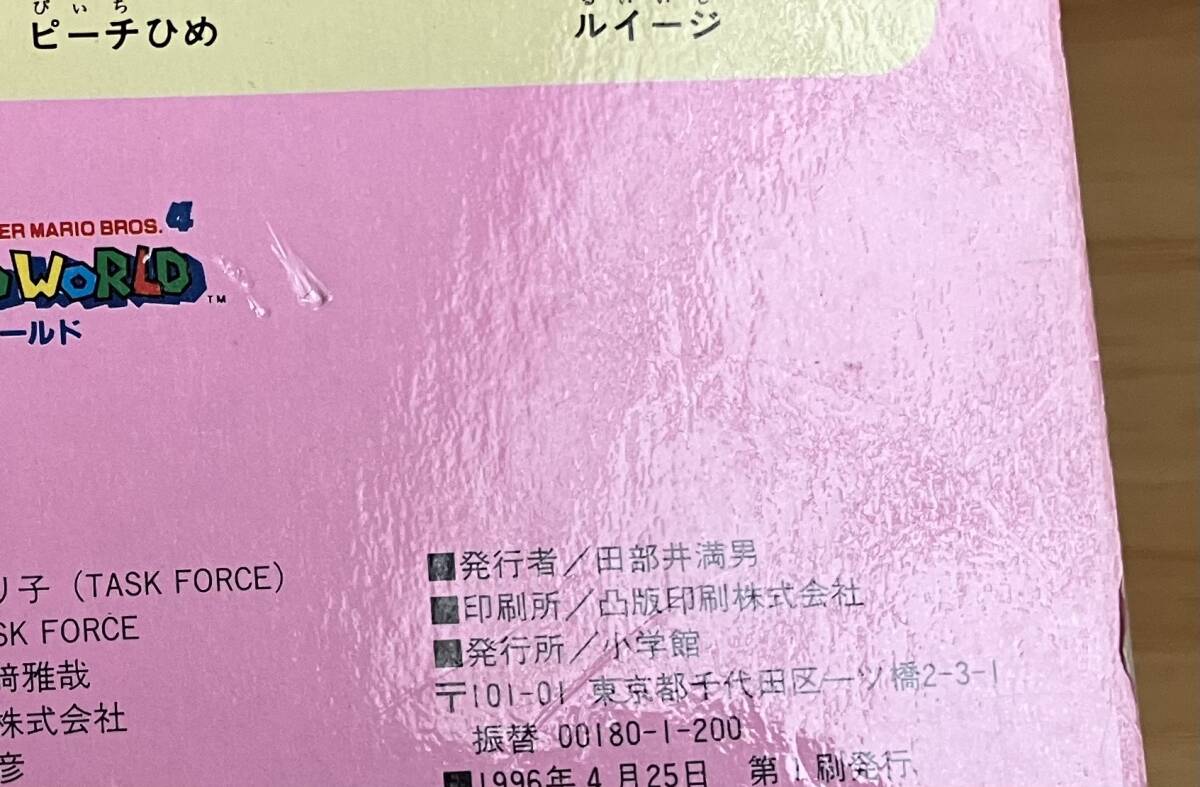 ぴいち
ピーチひめ
ルイージ
ER MARIO BROS. 4
WORLD TM
ールド
リ子（TASK FORCE）
SK FORCE
雅哉
株式会社
彦
■発行者／田部井満男
■印刷所／凸版印刷株式会社
■発行所／小学館
〒101-01 東京都千代田区一ツ橋2-3-1
振替 00180-1-200
■1996年4月25日 第1刷発行